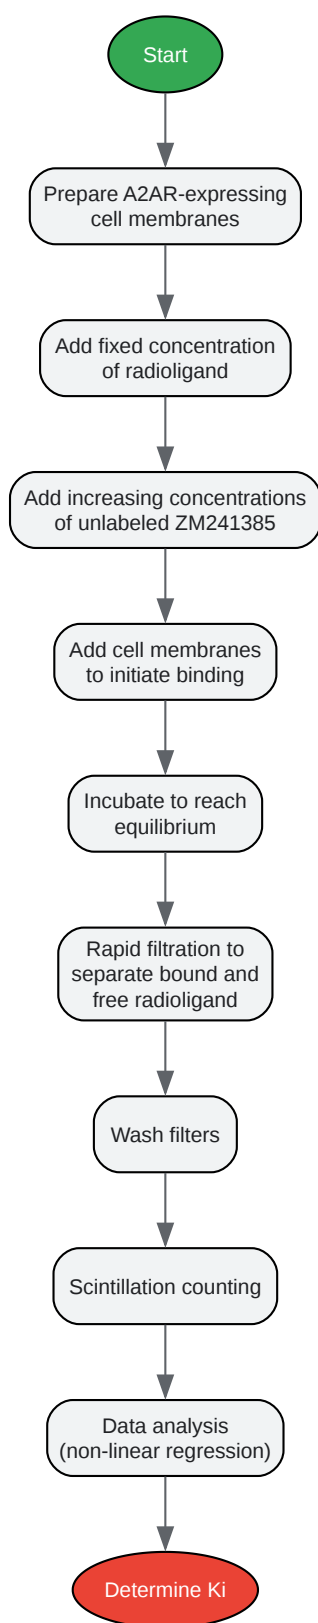 Start
Prepare A2AR-expressing
cell membranes
Add fixed concentration
of radioligand
Add increasing concentrations
of unlabeled ZM241385
Add cell membranes
to initiate binding
Incubate to reach
equilibrium
Rapid filtration to
separate bound and
free radioligand
Wash filters
Scintillation counting
Data analysis
(non-linear regression)
Determine Ki